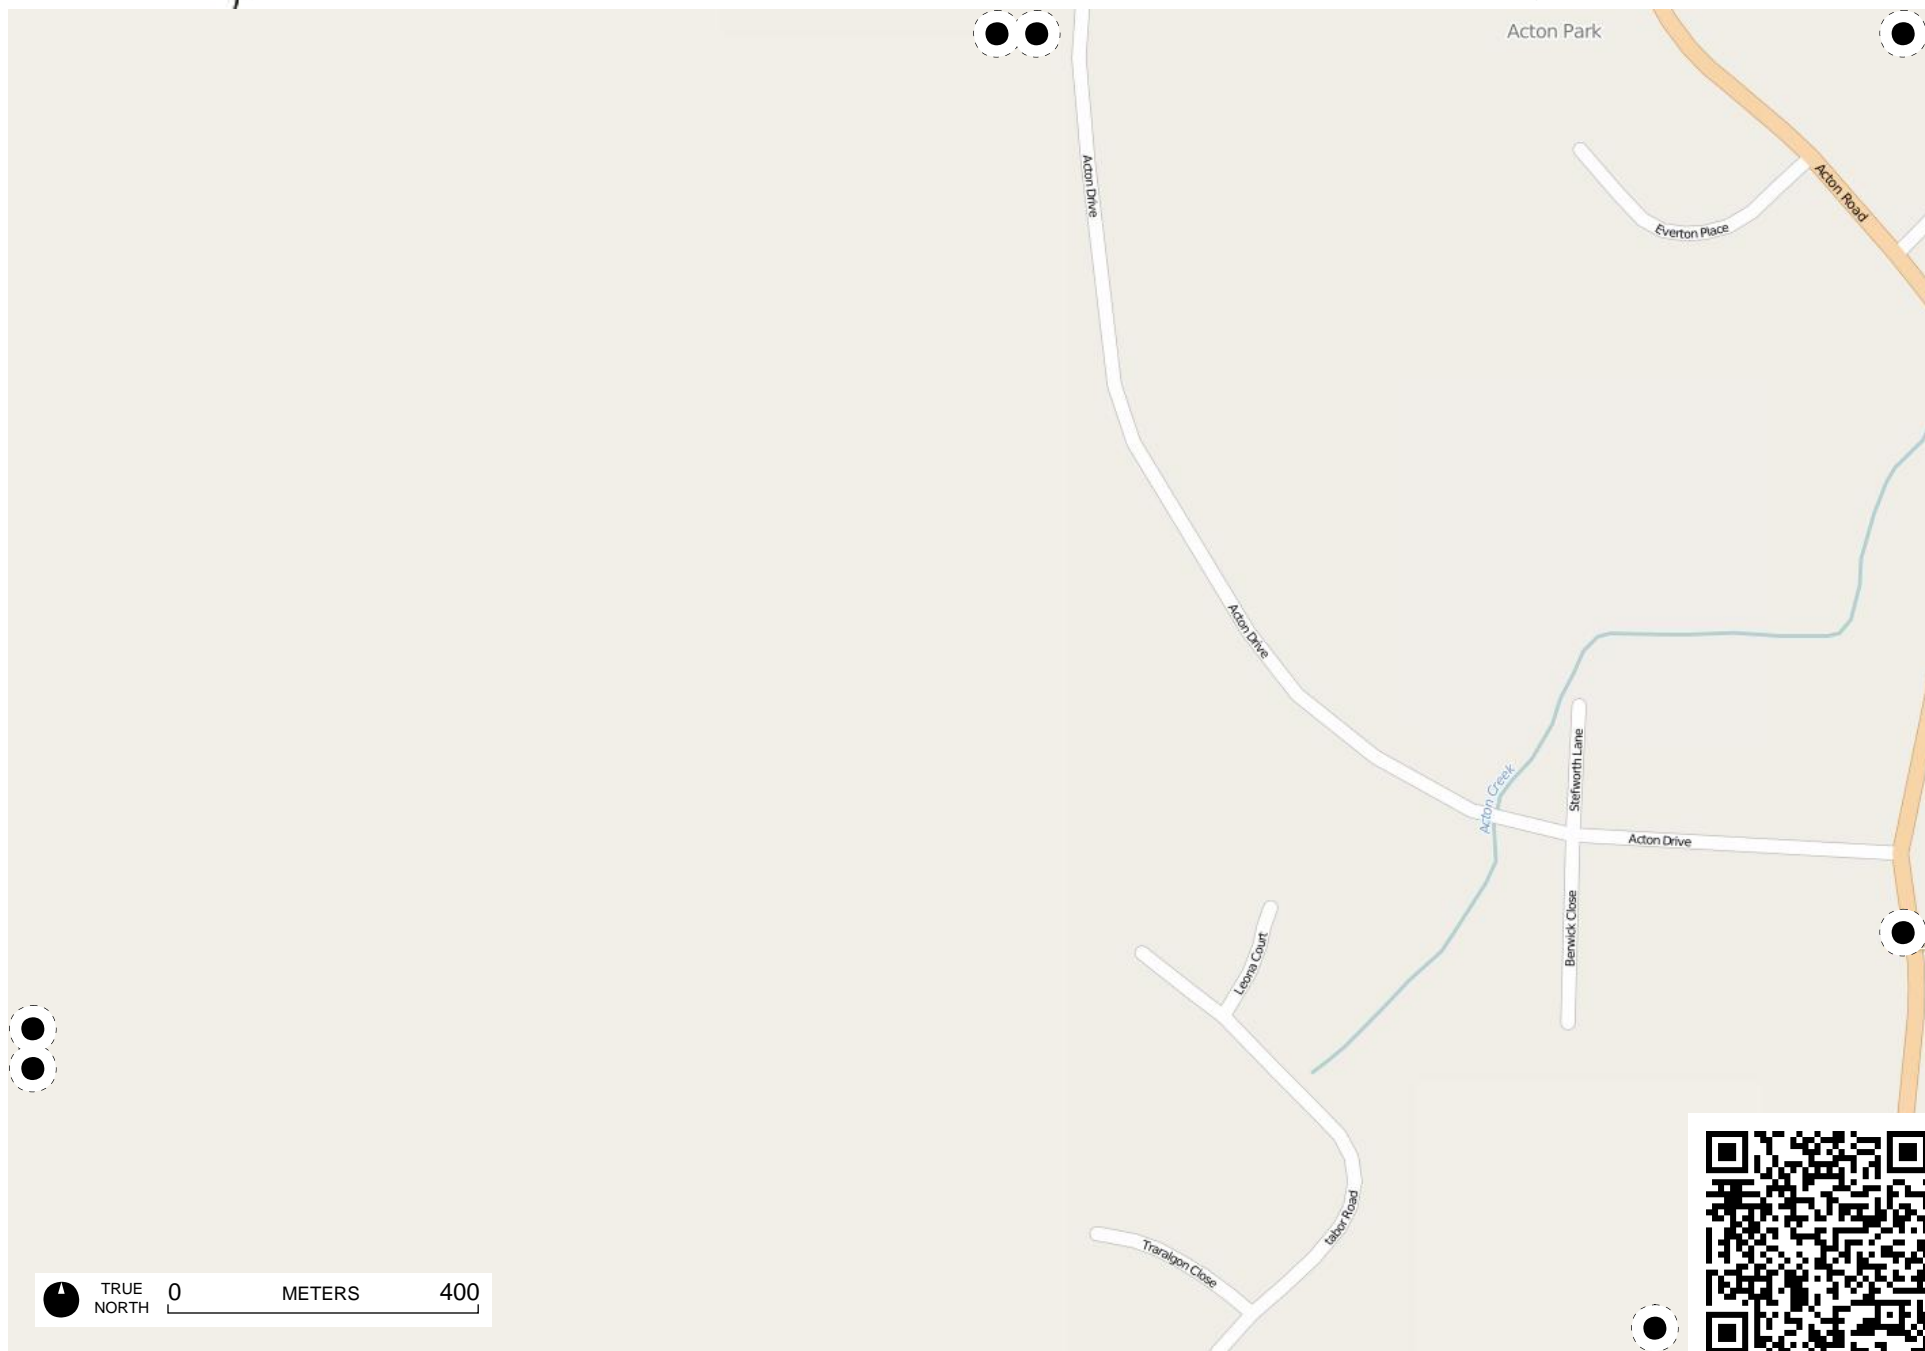 Acton Park
Acton Drive
Acton Road
Everton Place
Acton Drive
Stefworth Lane
Acton Creek
Acton Drive
Berwick Close
Leona Court
tabor Road
Traralgon Close
TRUE NORTH
0 METERS 400